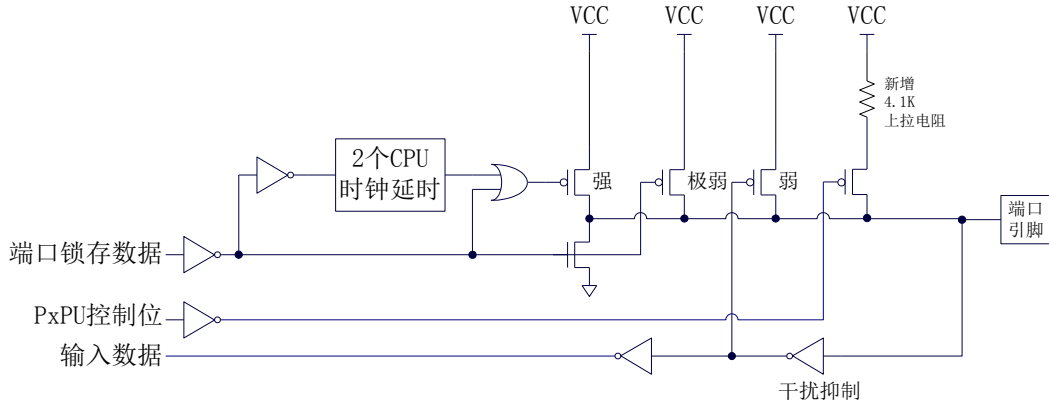 VCC
VCC
VCC
VCC
新增
4.1K
上拉电阻
2个CPU
时钟延时
强
极弱
弱
端口
引脚
端口锁存数据
PxPU控制位
输入数据
干扰抑制